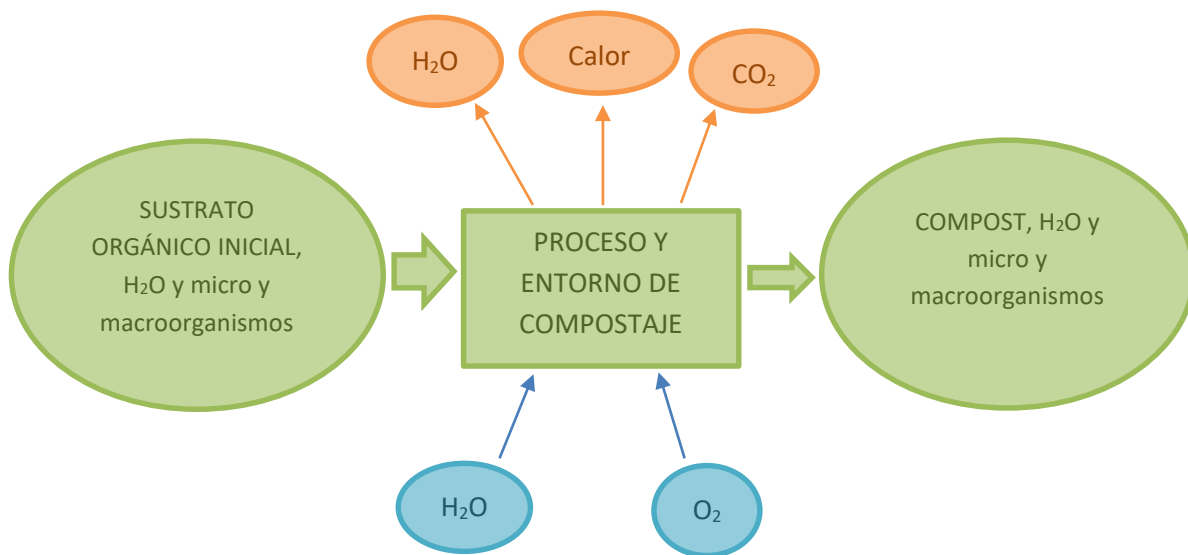 H₂O
Calor
CO₂
SUSTRATO
ORGÁNICO INICIAL,
H₂O y micro y
macroorganismos
PROCESO Y
ENTORNO DE
COMPOSTAJE
COMPOST, H₂O y
micro y
macroorganismos
H₂O
O₂